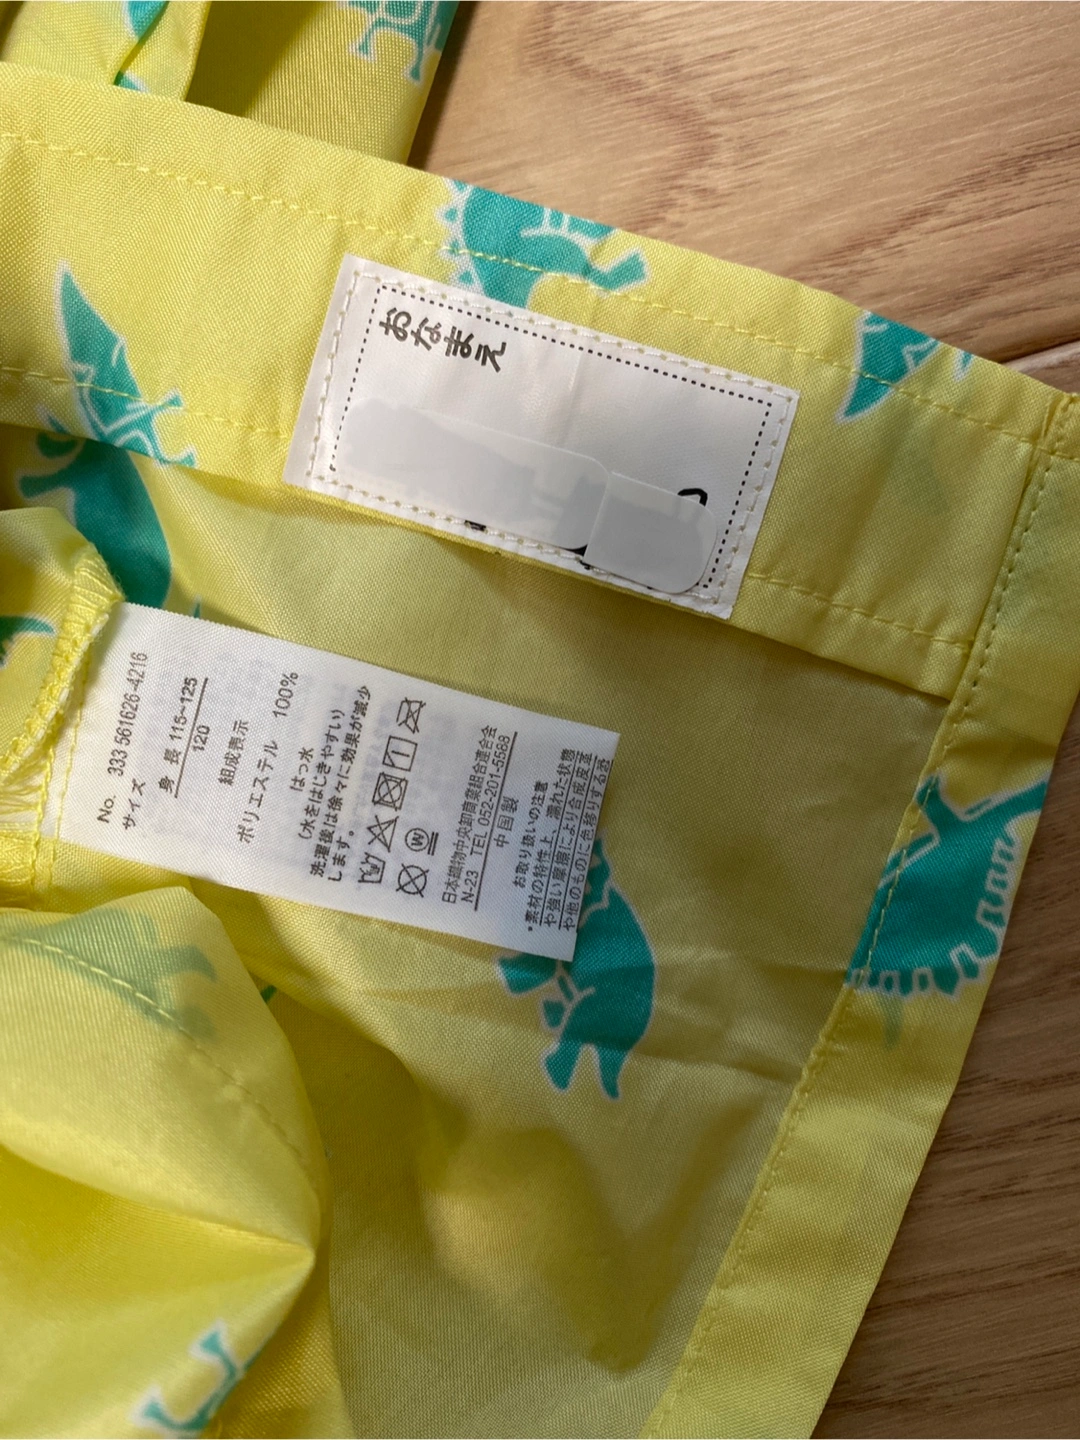 おなまえ
No. 333 561626-4216
サイズ
身 長 115~125
120
組成表示
ポリエステル 100%
はっ水
(水をはじきやすい)
洗濯後は徐々に効果が減少
します。
W
日本織物中央卸商業組合連合会
N-23 TEL 052-201-5588
中国製
お取り扱いの注意
*素材の特性上、濡れた状態
や強い摩擦により合成皮革
や他のものに色移りする恐